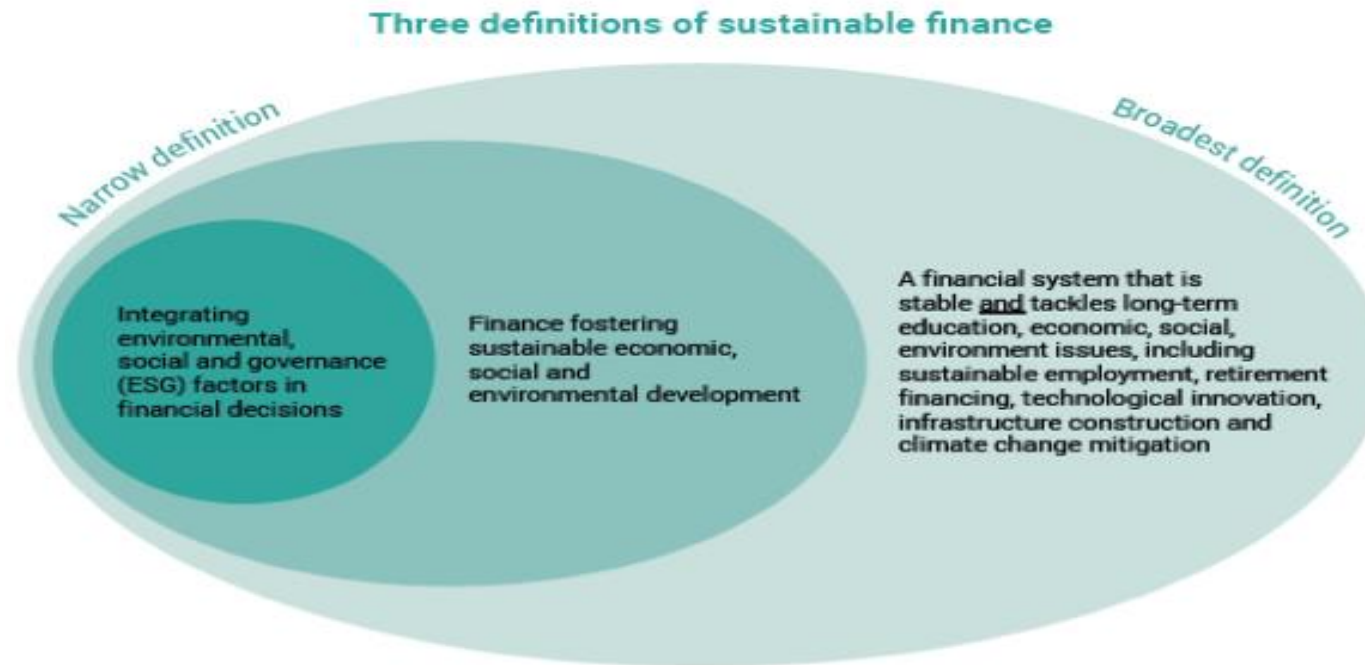 Three definitions of sustainable finance
Narrow definition
Broadest definition
Integrating
environmental,
social and governance
(ESG) factors in
financial decisions
Finance fostering
sustainable economic,
social and
environmental development
A financial system that is
stable and tackles long-term
education, economic, social,
environment issues, including
sustainable employment, retirement
financing, technological innovation,
infrastructure construction and
climate change mitigation